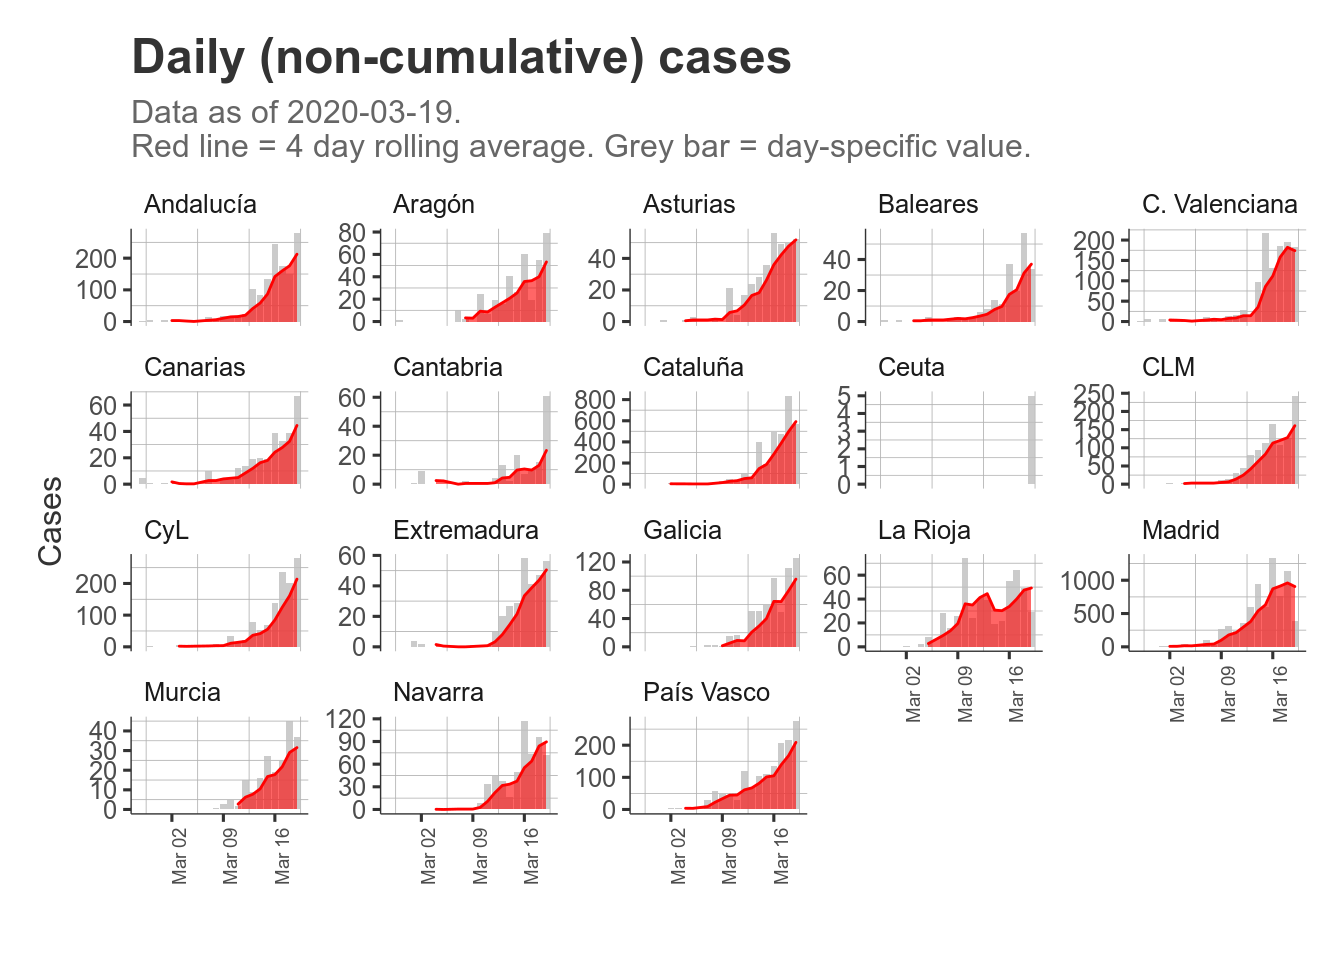 Daily (non-cumulative) cases
Data as of 2020-03-19.
Red line = 4 day rolling average. Grey bar = day-specific value.
Cases
Andalucía
200
100
0
Aragón
80
60
40
20
0
Asturias
40
20
0
Baleares
40
20
0
C. Valenciana
200
150
100
50
0
Canarias
60
40
20
0
Cantabria
60
40
20
0
Cataluña
800
600
400
200
0
Ceuta
5
4
3
2
1
0
CLM
250
200
150
100
50
0
CyL
200
100
0
Extremadura
60
40
20
0
Galicia
120
80
40
0
La Rioja
60
40
20
0
Mar 02
Mar 09
Mar 16
Madrid
1000
500
0
Mar 02
Mar 09
Mar 16
Murcia
40
30
20
10
0
Mar 02
Mar 09
Mar 16
Navarra
120
90
60
30
0
Mar 02
Mar 09
Mar 16
País Vasco
200
100
0
Mar 02
Mar 09
Mar 16